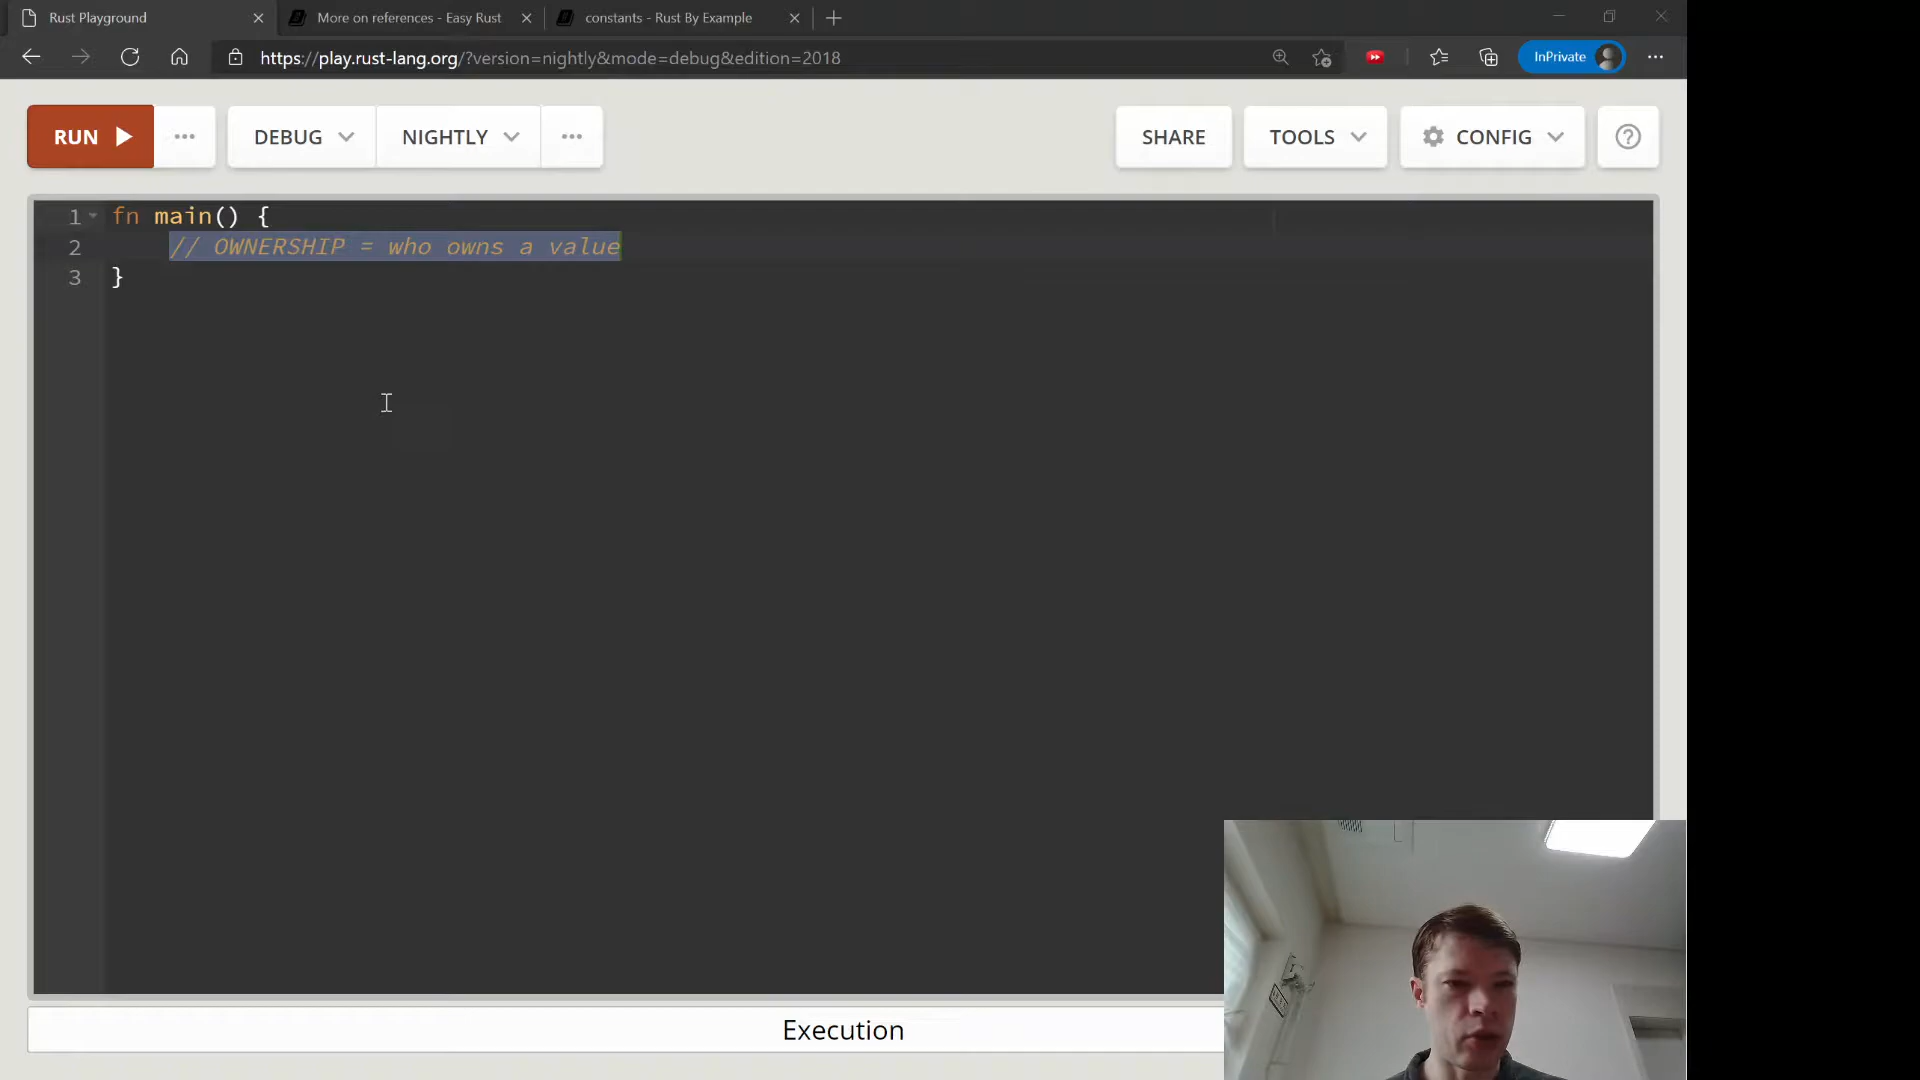 Rust Playground
More on references - Easy Rust
constants - Rust By Example
https://play.rust-lang.org/?version=nightly&mode=debug&edition=2018
InPrivate
RUN
DEBUG
NIGHTLY
SHARE
TOOLS
CONFIG
1 fn main() {
2 // OWNERSHIP = who owns a value
3 }
Execution